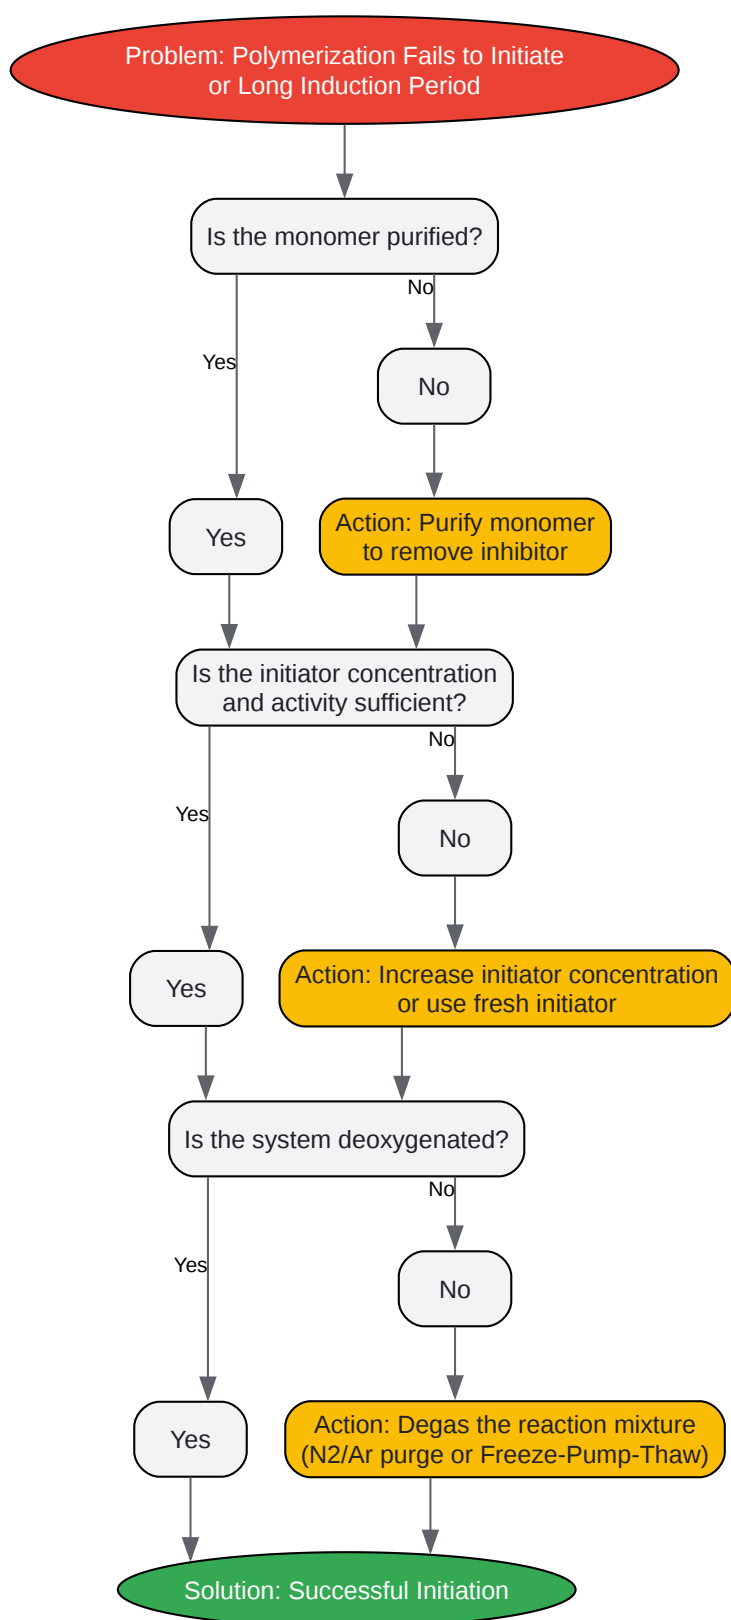 Problem: Polymerization Fails to Initiate
or Long Induction Period
Is the monomer purified?
No
Yes
No
Yes
Action: Purify monomer
to remove inhibitor
Is the initiator concentration
and activity sufficient?
No
Yes
No
Yes
Action: Increase initiator concentration
or use fresh initiator
Is the system deoxygenated?
No
Yes
No
Yes
Action: Degas the reaction mixture
(N2/Ar purge or Freeze-Pump-Thaw)
Solution: Successful Initiation